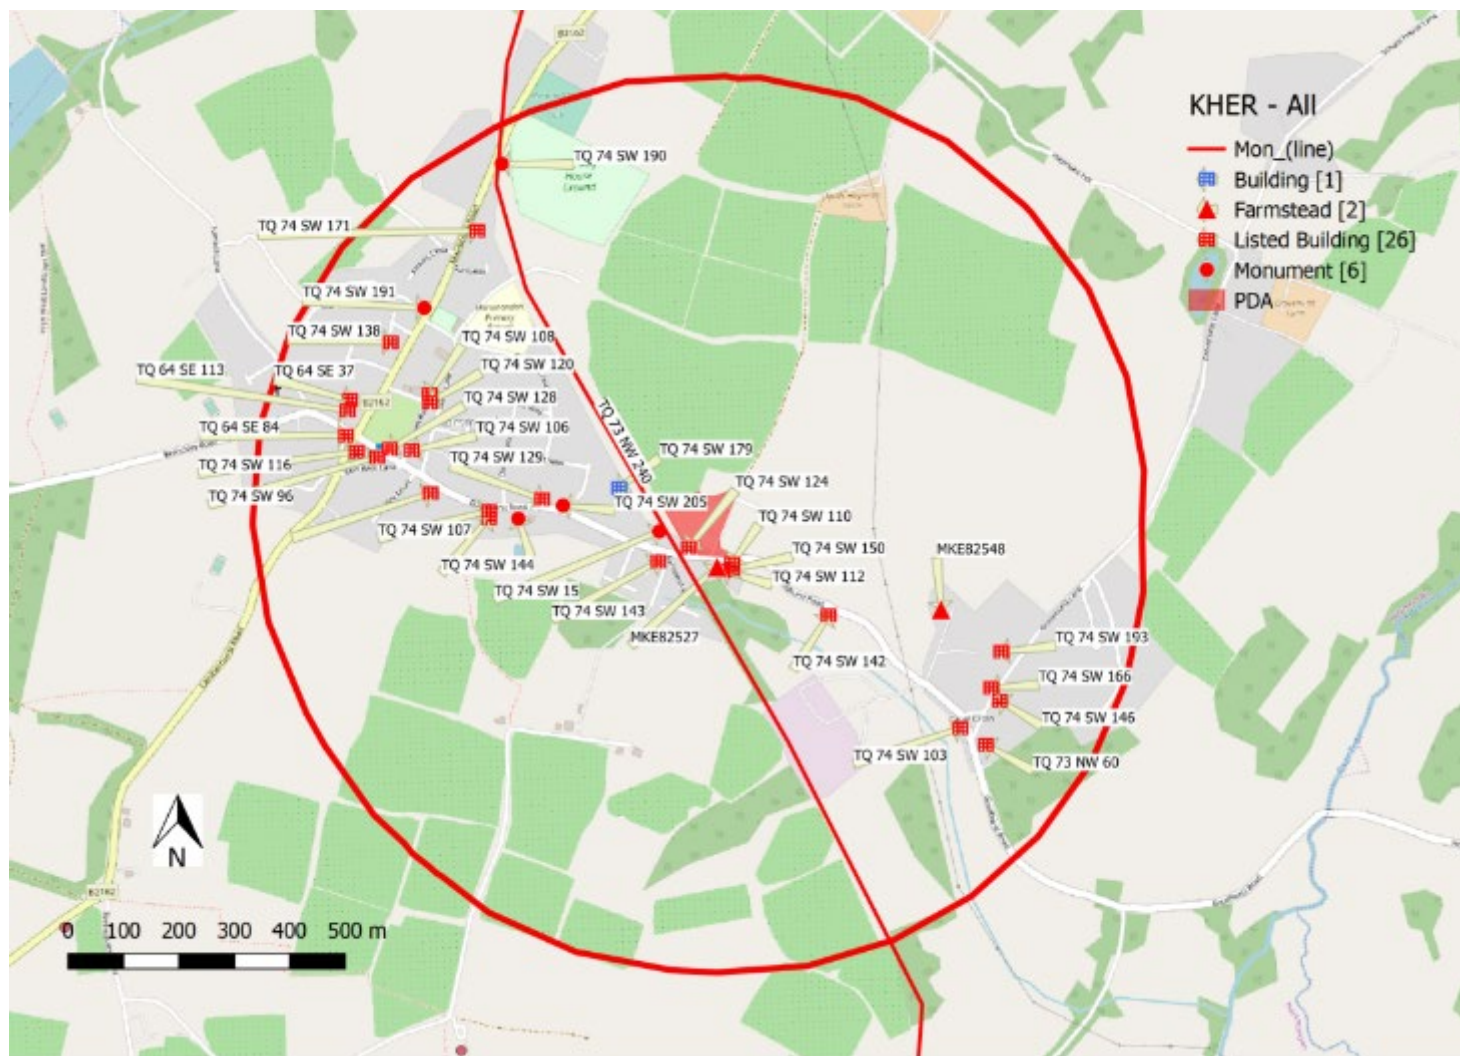 B2162
KHER - All
Mon_(line)
Building [1]
Farmstead [2]
Listed Building [26]
Monument [6]
PDA
TQ 74 SW 190
House
Ground
TQ 74 SW 171
TQ 74 SW 191
TQ 74 SW 138
TQ 74 SW 108
TQ 64 SE 113
TQ 64 SE 37
TQ 74 SW 120
B2162
TQ 74 SW 128
TQ 73 NW 240
TQ 64 SE 84
TQ 74 SW 106
TQ 74 SW 116
TQ 74 SW 129
TQ 74 SW 179
TQ 74 SW 96
TQ 74 SW 205
TQ 74 SW 124
TQ 74 SW 107
TQ 74 SW 110
TQ 74 SW 144
TQ 74 SW 150
MKE82548
TQ 74 SW 15
TQ 74 SW 112
TQ 74 SW 143
MKE82527
TQ 74 SW 193
TQ 74 SW 142
TQ 74 SW 166
TQ 74 SW 146
TQ 74 SW 103
TQ 73 NW 60
N
B2162
0 100 200 300 400 500 m